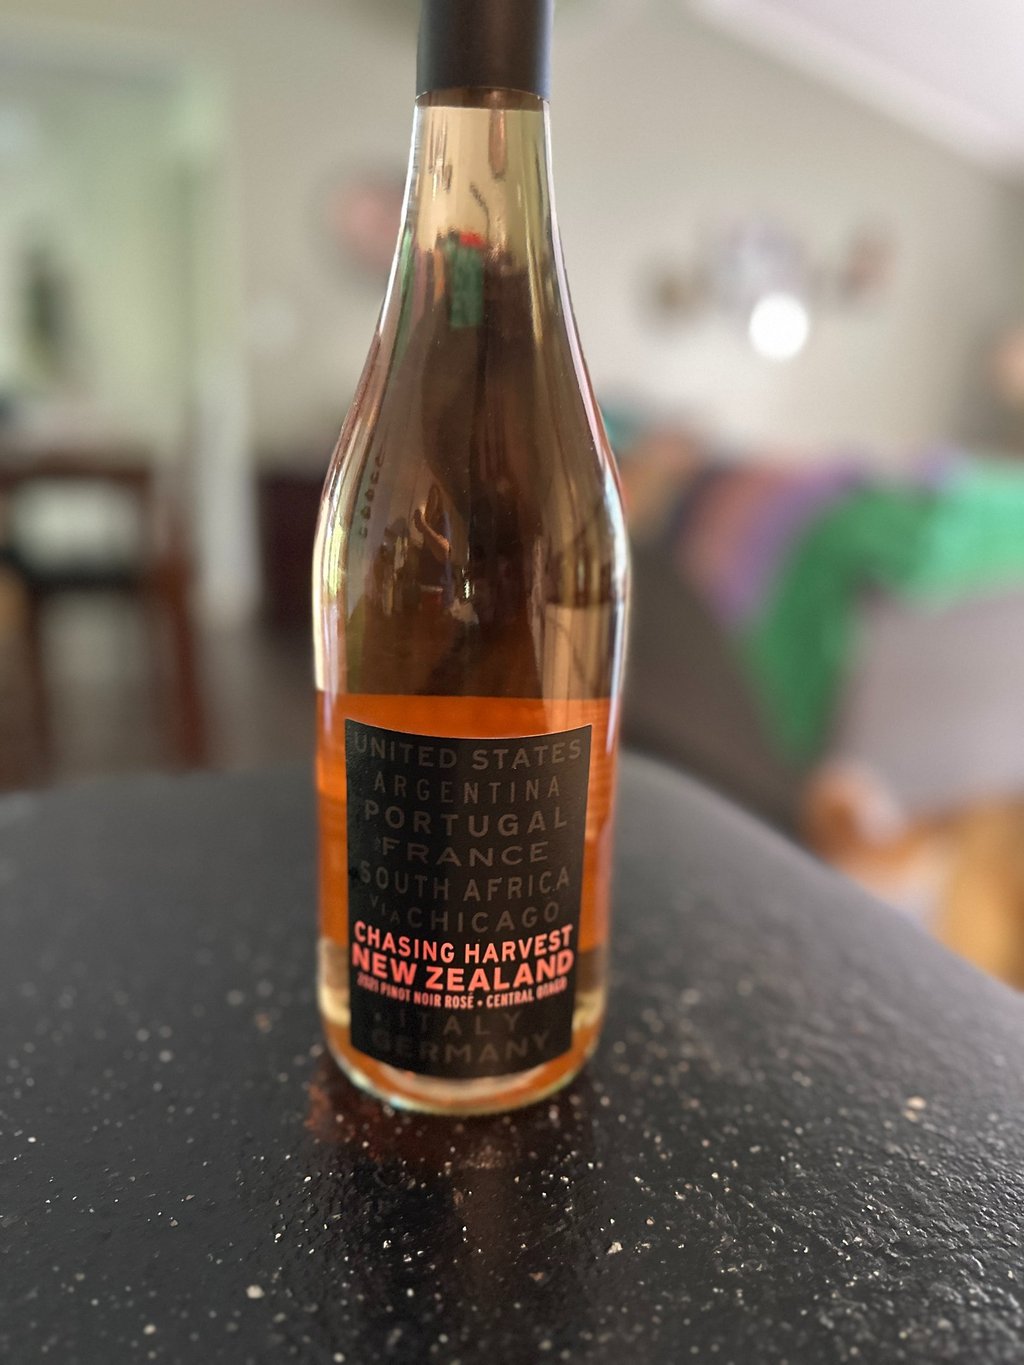 UNITED STATES
ARGENTINA
PORTUGAL
FRANCE
SOUTH AFRICA
VIA CHICAGO
CHASING HARVEST
NEW ZEALAND
2021 PINOT NOIR ROSÉ • CENTRAL OTAGO
ITALY
GERMANY